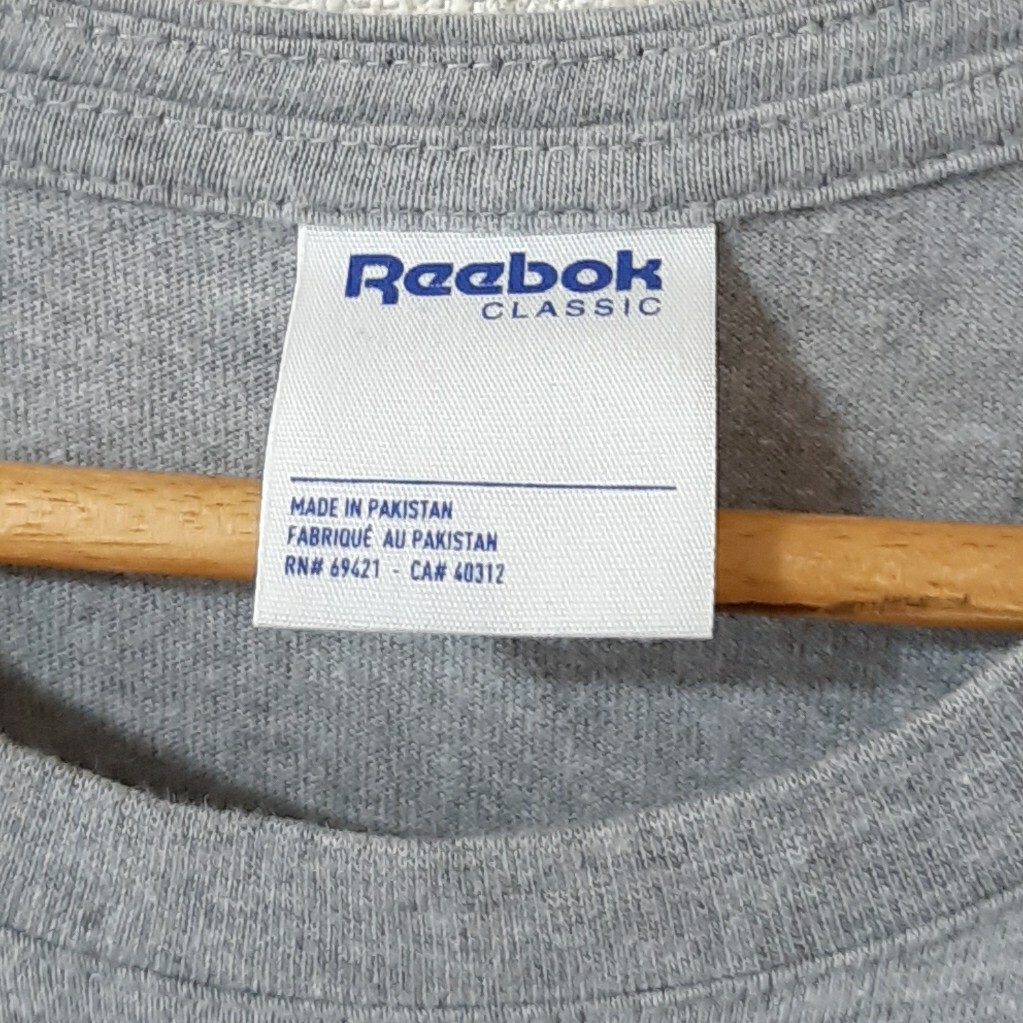 Reebok
CLASSIC
MADE IN PAKISTAN
FABRIQUÉ AU PAKISTAN
RN# 69421 - CA# 40312